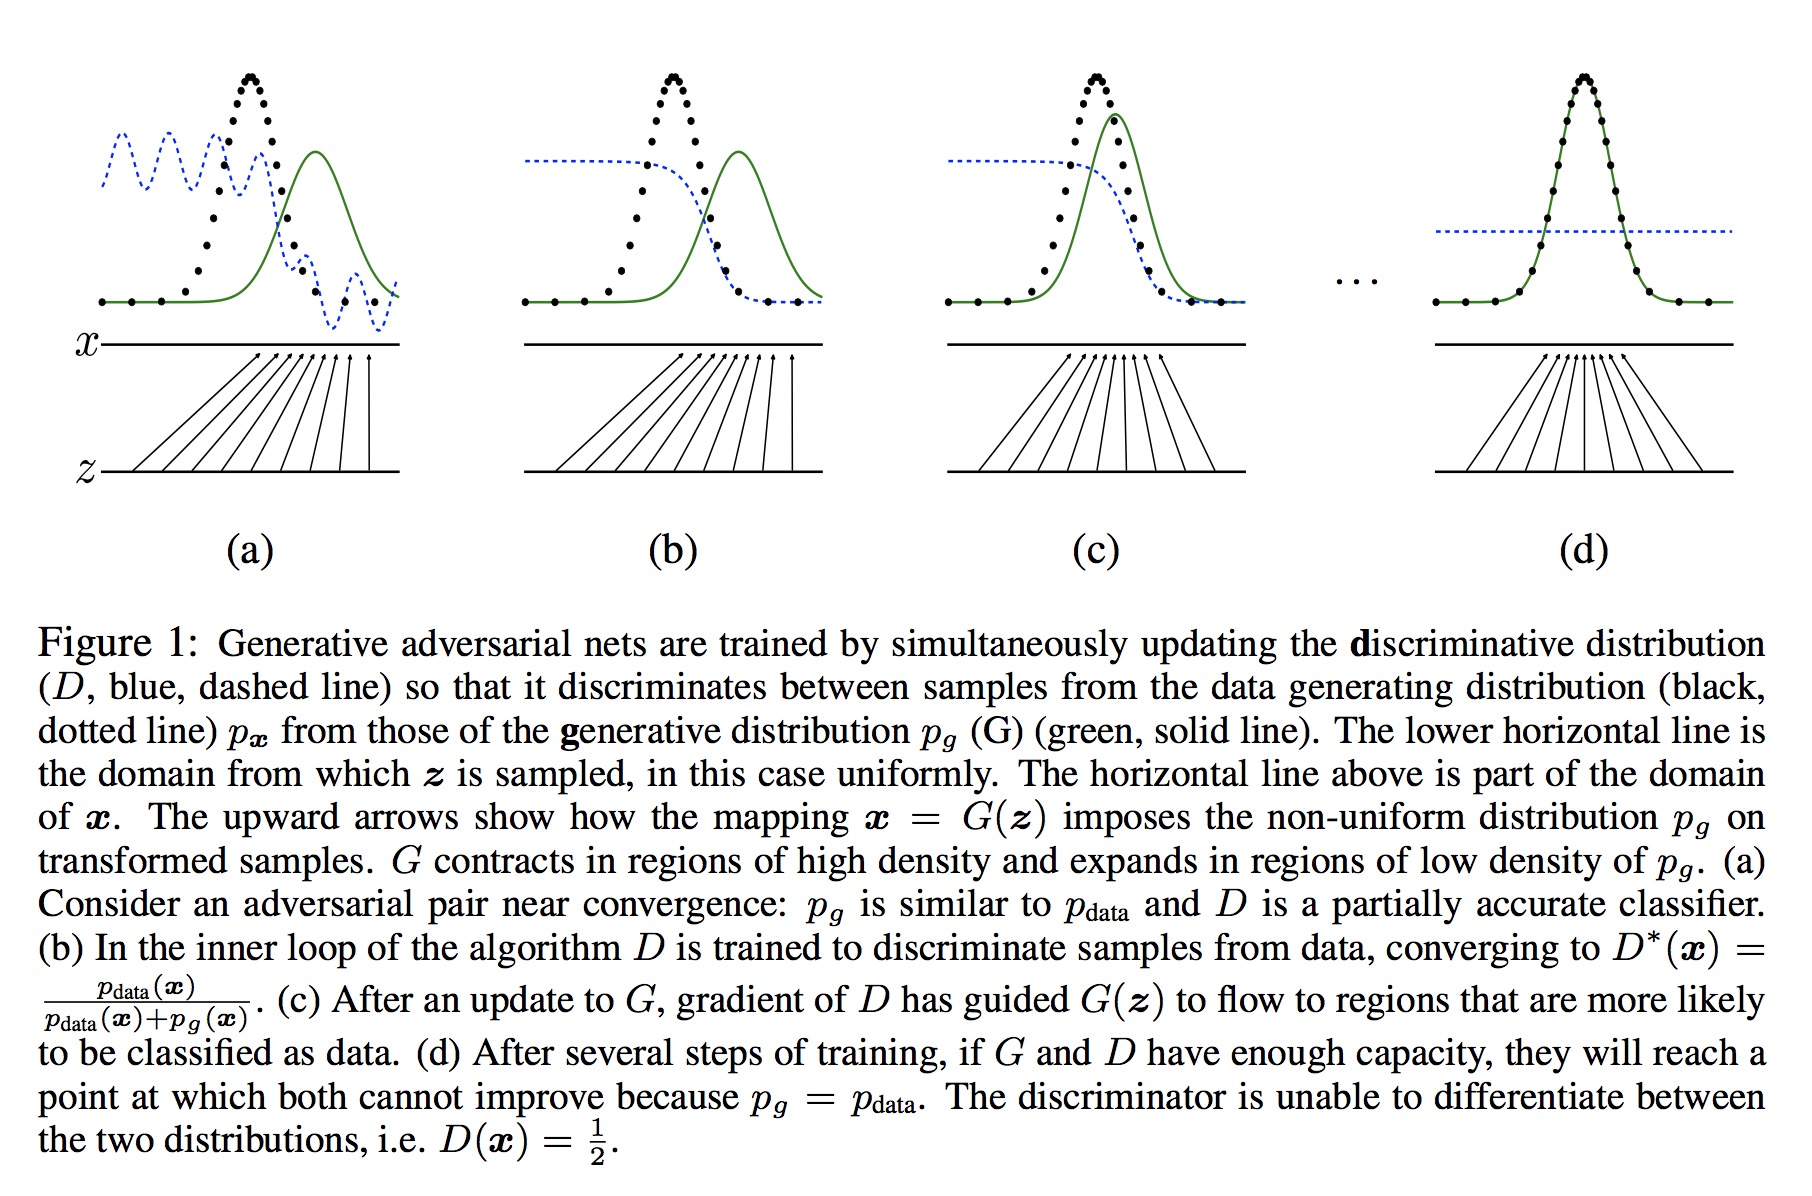 x
z
. . .
(a) (b) (c) (d)
Figure 1: Generative adversarial nets are trained by simultaneously updating the discriminative distribution
(D, blue, dashed line) so that it discriminates between samples from the data generating distribution (black,
dotted line) pₓ from those of the generative distribution p_g (G) (green, solid line). The lower horizontal line is
the domain from which z is sampled, in this case uniformly. The horizontal line above is part of the domain
of x. The upward arrows show how the mapping x = G(z) imposes the non-uniform distribution p_g on
transformed samples. G contracts in regions of high density and expands in regions of low density of p_g. (a)
Consider an adversarial pair near convergence: p_g is similar to p_data and D is a partially accurate classifier.
(b) In the inner loop of the algorithm D is trained to discriminate samples from data, converging to D*(x) =
p_data(x) / (p_data(x)+p_g(x)). (c) After an update to G, gradient of D has guided G(z) to flow to regions that are more likely
to be classified as data. (d) After several steps of training, if G and D have enough capacity, they will reach a
point at which both cannot improve because p_g = p_data. The discriminator is unable to differentiate between
the two distributions, i.e. D(x) = 1/2.